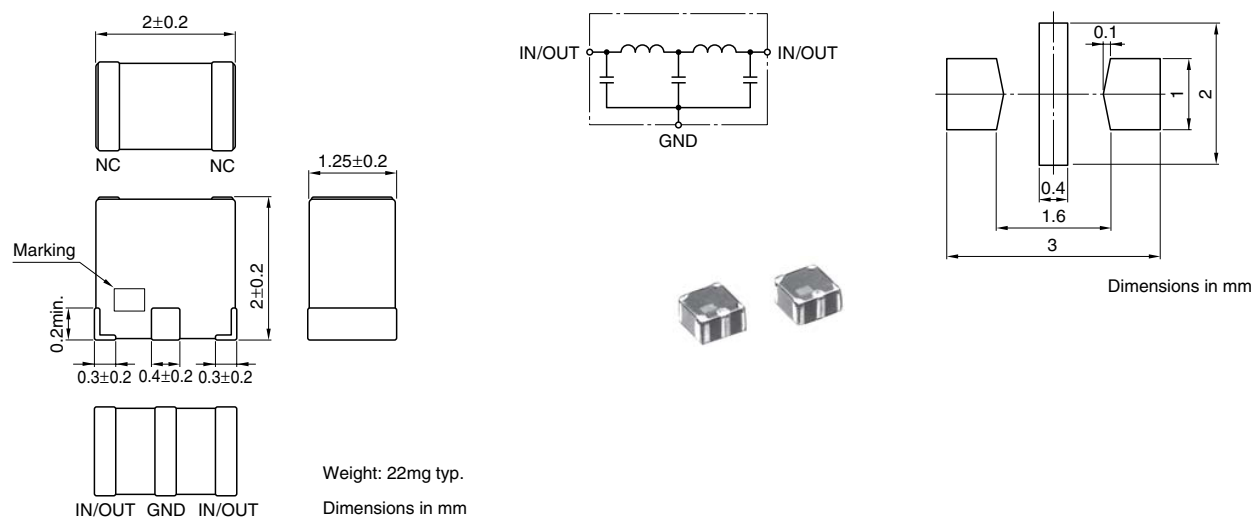 2±0.2
NC NC
1.25±0.2
Marking
0.2min.
2±0.2
0.3±0.2 0.4±0.2 0.3±0.2
IN/OUT GND IN/OUT
Weight: 22mg typ.
Dimensions in mm
IN/OUT IN/OUT
GND
0.1
1
2
0.4
1.6
3
Dimensions in mm